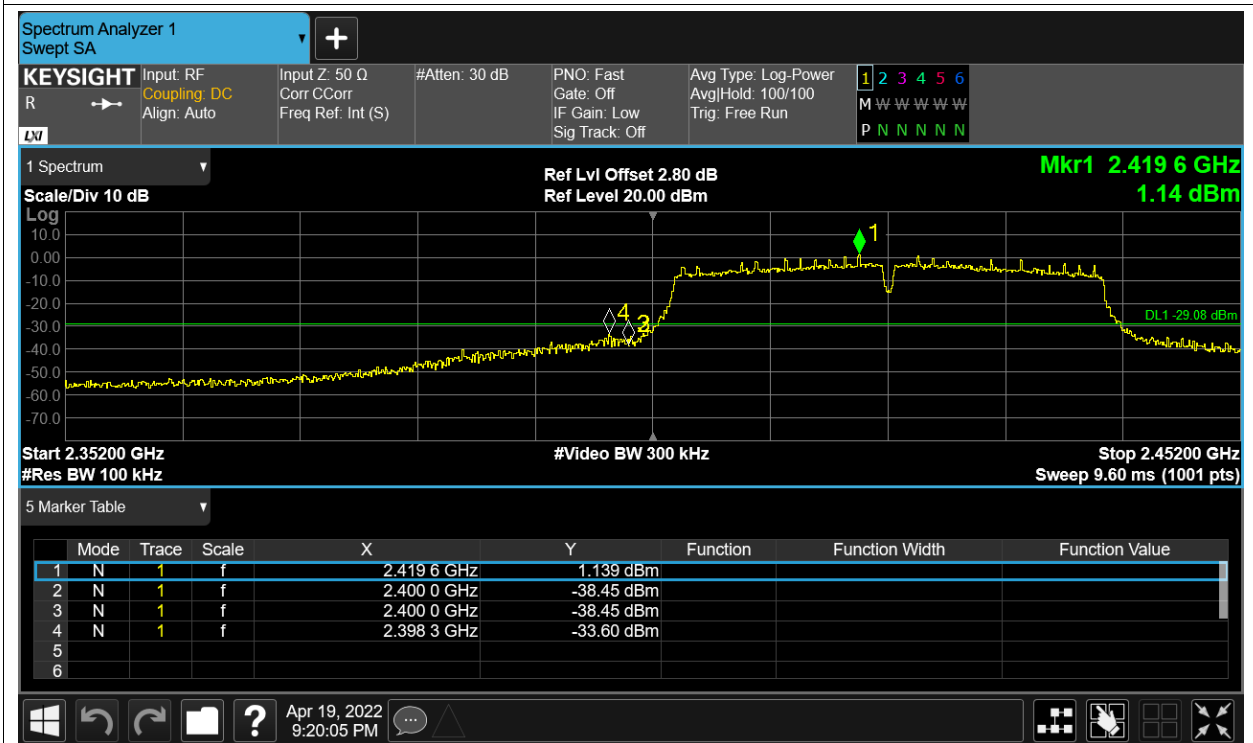 Spectrum Analyzer 1
Swept SA
+
KEYSIGHT
R
LXI
Input: RF
Coupling: DC
Align: Auto
Input Z: 50 Ω
Corr CCorr
Freq Ref: Int (S)
#Atten: 30 dB
PNO: Fast
Gate: Off
IF Gain: Low
Sig Track: Off
Avg Type: Log-Power
Avg|Hold: 100/100
Trig: Free Run
1 2 3 4 5 6
M W W W W W
P N N N N N
1 Spectrum
Scale/Div 10 dB
Ref Lvl Offset 2.80 dB
Ref Level 20.00 dBm
Mkr1 2.419 6 GHz
1.14 dBm
Log
10.0
0.00
-10.0
-20.0
-30.0
-40.0
-50.0
-60.0
-70.0
1
4
DL1 -29.08 dBm
Start 2.35200 GHz
#Res BW 100 kHz
#Video BW 300 kHz
Stop 2.45200 GHz
Sweep 9.60 ms (1001 pts)
5 Marker Table
Mode Trace Scale X Y Function Function Width Function Value
1 N 1 f 2.419 6 GHz 1.139 dBm
2 N 1 f 2.400 0 GHz -38.45 dBm
3 N 1 f 2.400 0 GHz -38.45 dBm
4 N 1 f 2.398 3 GHz -33.60 dBm
5
6
?
Apr 19, 2022
9:20:05 PM